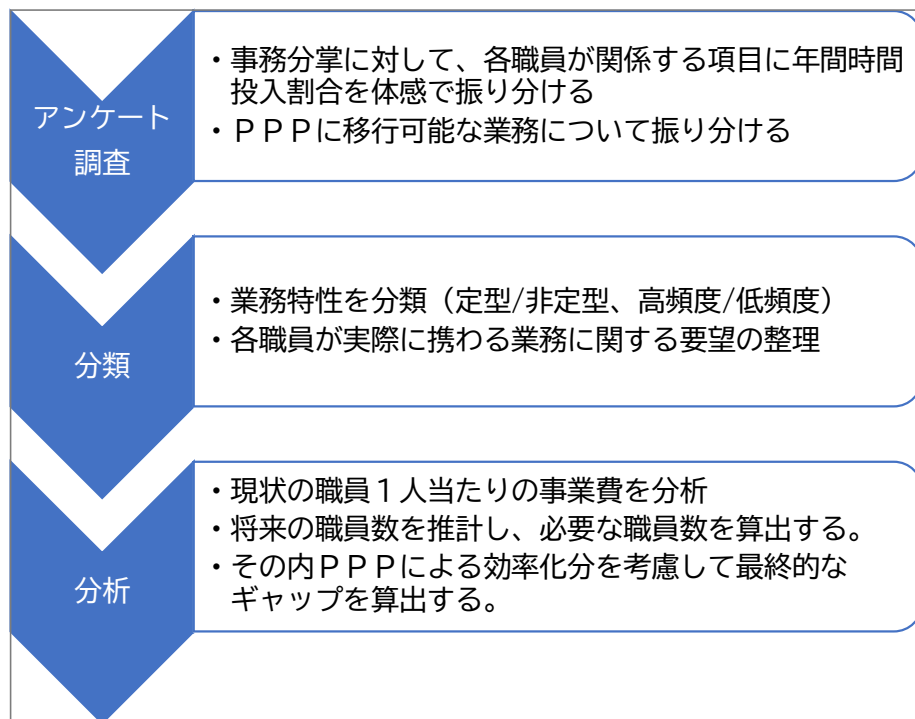 アンケート
調査
・事務分掌に対して、各職員が関係する項目に年間時間
投入割合を体感で振り分ける
・ＰＰＰに移行可能な業務について振り分ける
分類
・業務特性を分類（定型/非定型、高頻度/低頻度）
・各職員が実際に携わる業務に関する要望の整理
分析
・現状の職員１人当たりの事業費を分析
・将来の職員数を推計し、必要な職員数を算出する。
・その内ＰＰＰによる効率化分を考慮して最終的な
ギャップを算出する。